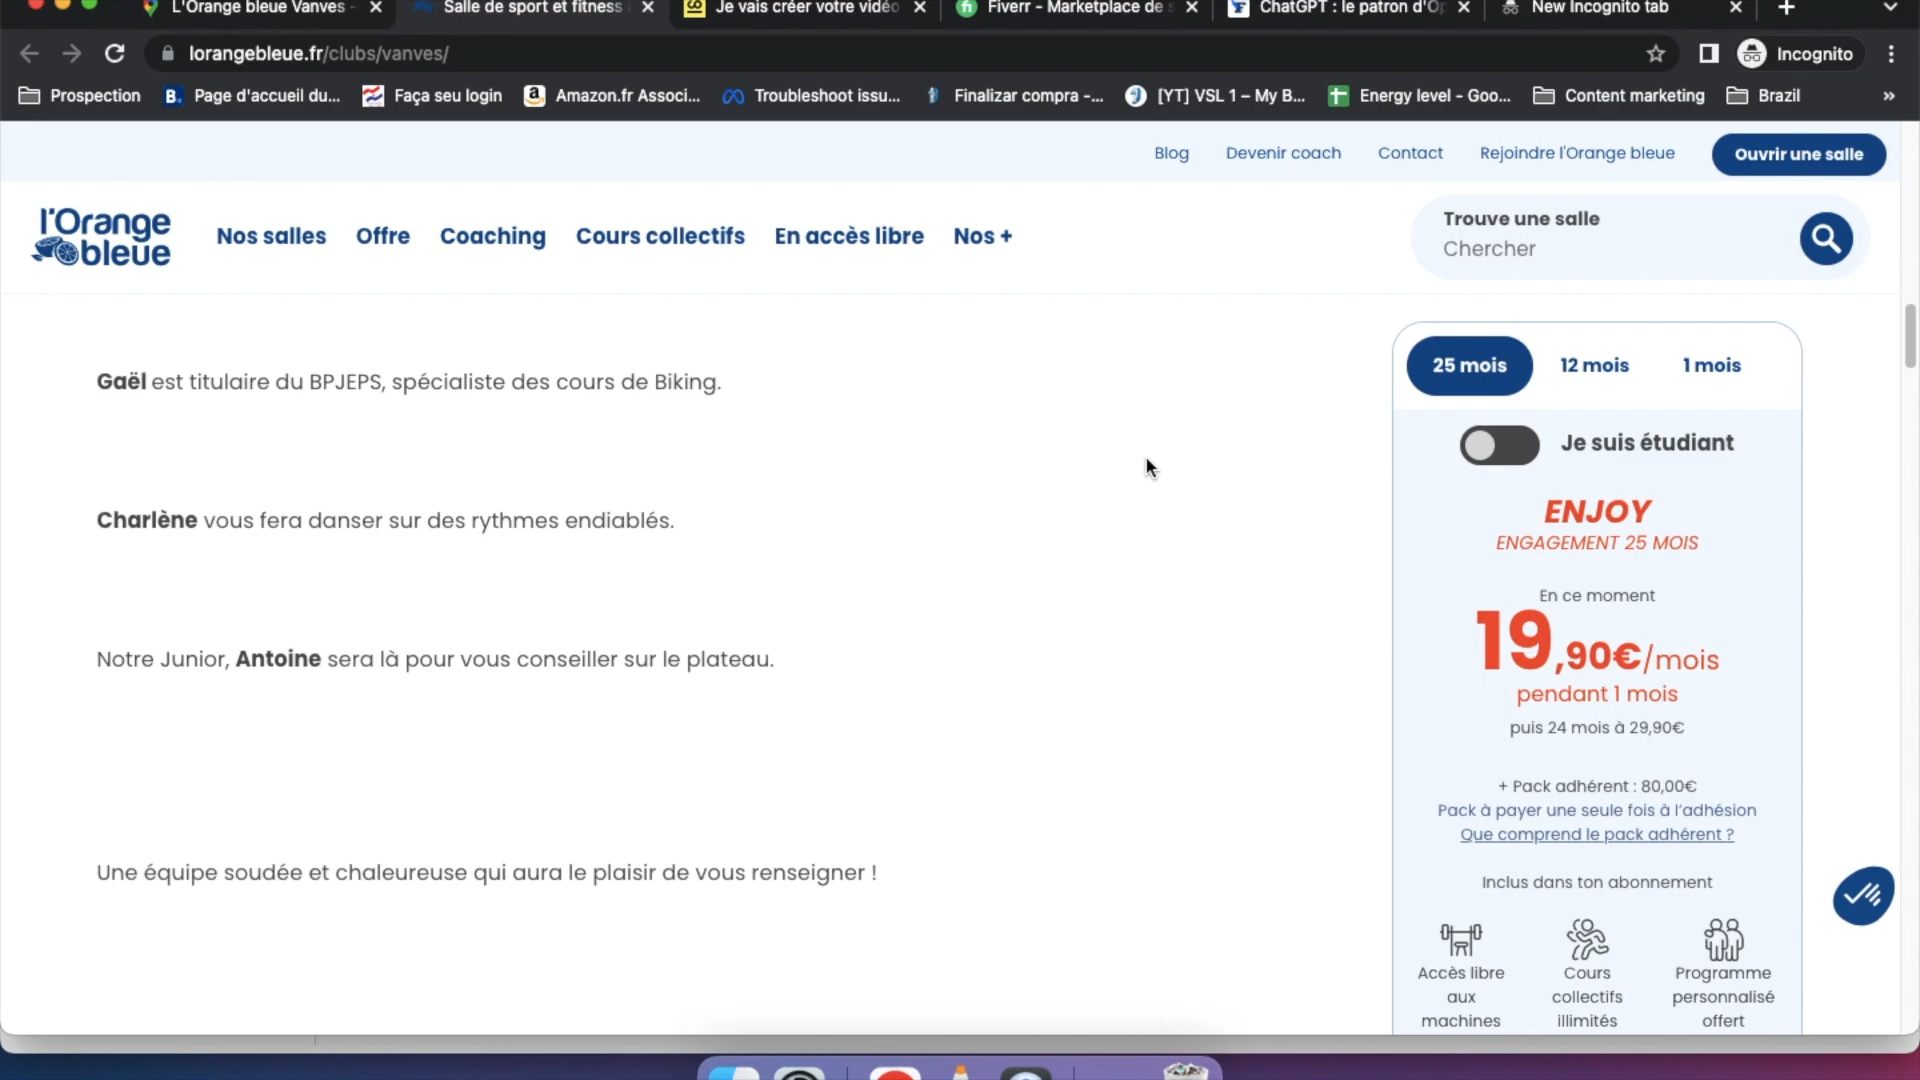 L'Orange bleue Vanves -
Salle de sport et fitness
Je vais créer votre vidéo
Fiverr - Marketplace de s
ChatGPT : le patron d'Op
New Incognito tab
lorangebleue.fr/clubs/vanves/
Incognito
Prospection
Page d'accueil du...
Faça seu login
Amazon.fr Associ...
Troubleshoot issu...
Finalizar compra -...
[YT] VSL 1 – My B...
Energy level - Goo...
Content marketing
Brazil
»
Blog
Devenir coach
Contact
Rejoindre l'Orange bleue
Ouvrir une salle
l'Orange
bleue
Nos salles
Offre
Coaching
Cours collectifs
En accès libre
Nos +
Trouve une salle
Chercher
Gaël est titulaire du BPJEPS, spécialiste des cours de Biking.
Charlène vous fera danser sur des rythmes endiablés.
Notre Junior, Antoine sera là pour vous conseiller sur le plateau.
Une équipe soudée et chaleureuse qui aura le plaisir de vous renseigner !
25 mois
12 mois
1 mois
Je suis étudiant
ENJOY
ENGAGEMENT 25 MOIS
En ce moment
19,90€/mois
pendant 1 mois
puis 24 mois à 29,90€
+ Pack adhérent : 80,00€
Pack à payer une seule fois à l'adhésion
Que comprend le pack adhérent ?
Inclus dans ton abonnement
Accès libre
aux
machines
Cours
collectifs
illimités
Programme
personnalisé
offert